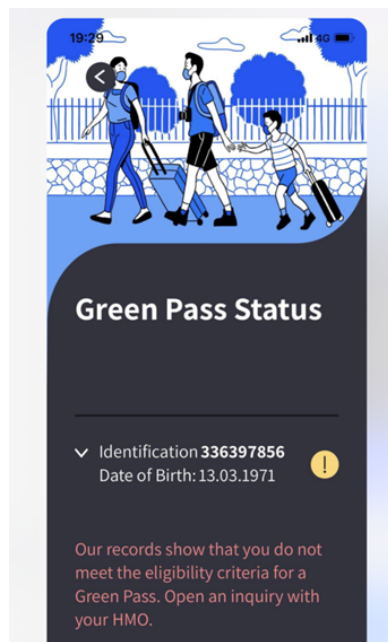 19:29
4G
Green Pass Status
Identification 336397856
Date of Birth: 13.03.1971
!
Our records show that you do not
meet the eligibility criteria for a
Green Pass. Open an inquiry with
your HMO.